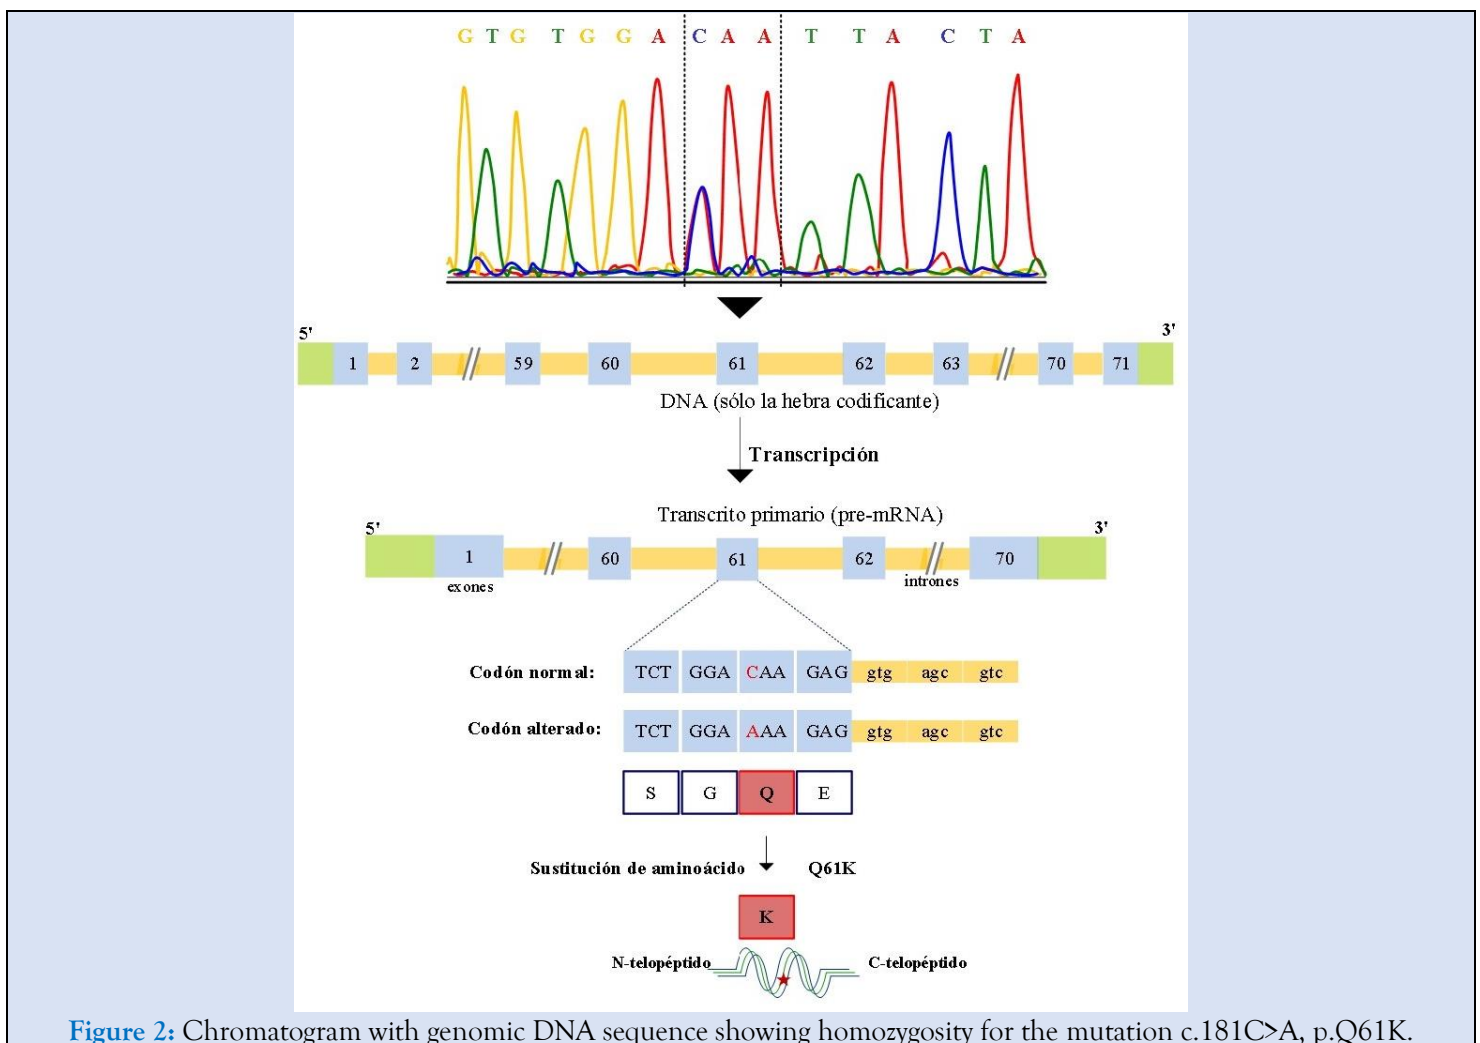 G T G T G G A C A A T T A C T A
5' 3'
1 2 59 60 61 62 63 70 71
DNA (sólo la hebra codificante)
Transcripción
Transcrito primario (pre-mRNA)
5' 3'
1 60 61 62 70
exones intrones
Codón normal: TCT GGA CAA GAG gtg agc gtc
Codón alterado: TCT GGA AAA GAG gtg agc gtc
S G Q E
Sustitución de aminoácido Q61K
K
N-telopéptido C-telopéptido
Figure 2: Chromatogram with genomic DNA sequence showing homozygosity for the mutation c.181C>A, p.Q61K.